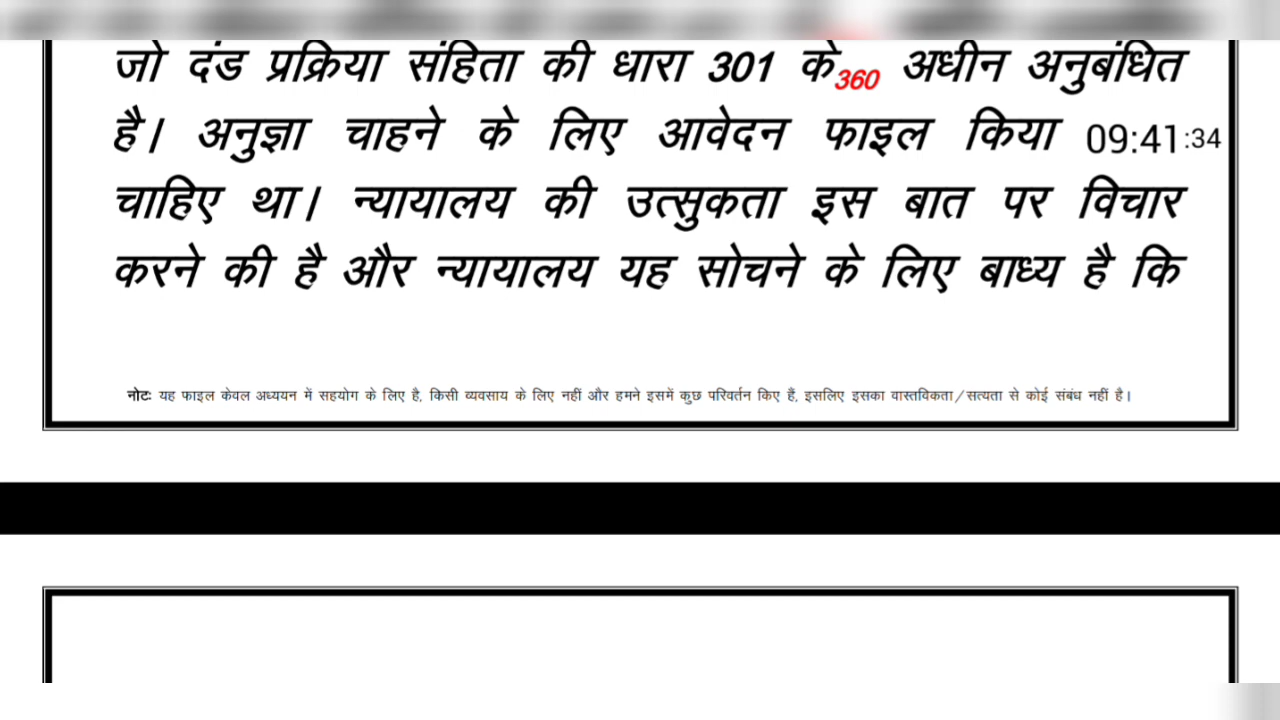 जो दंड प्रक्रिया संहिता की धारा 301 के 360 अधीन अनुबंधित
है। अनुज्ञा चाहने के लिए आवेदन फाइल किया 09:41:34
चाहिए था। न्यायालय की उत्सुकता इस बात पर विचार
करने की है और न्यायालय यह सोचने के लिए बाध्य है कि
नोटः यह फाइल केवल अध्ययन में सहयोग के लिए है, किसी व्यवसाय के लिए नहीं और हमने इसमें कुछ परिवर्तन किए हैं, इसलिए इसका वास्तविकता/सत्यता से कोई संबंध नहीं है।